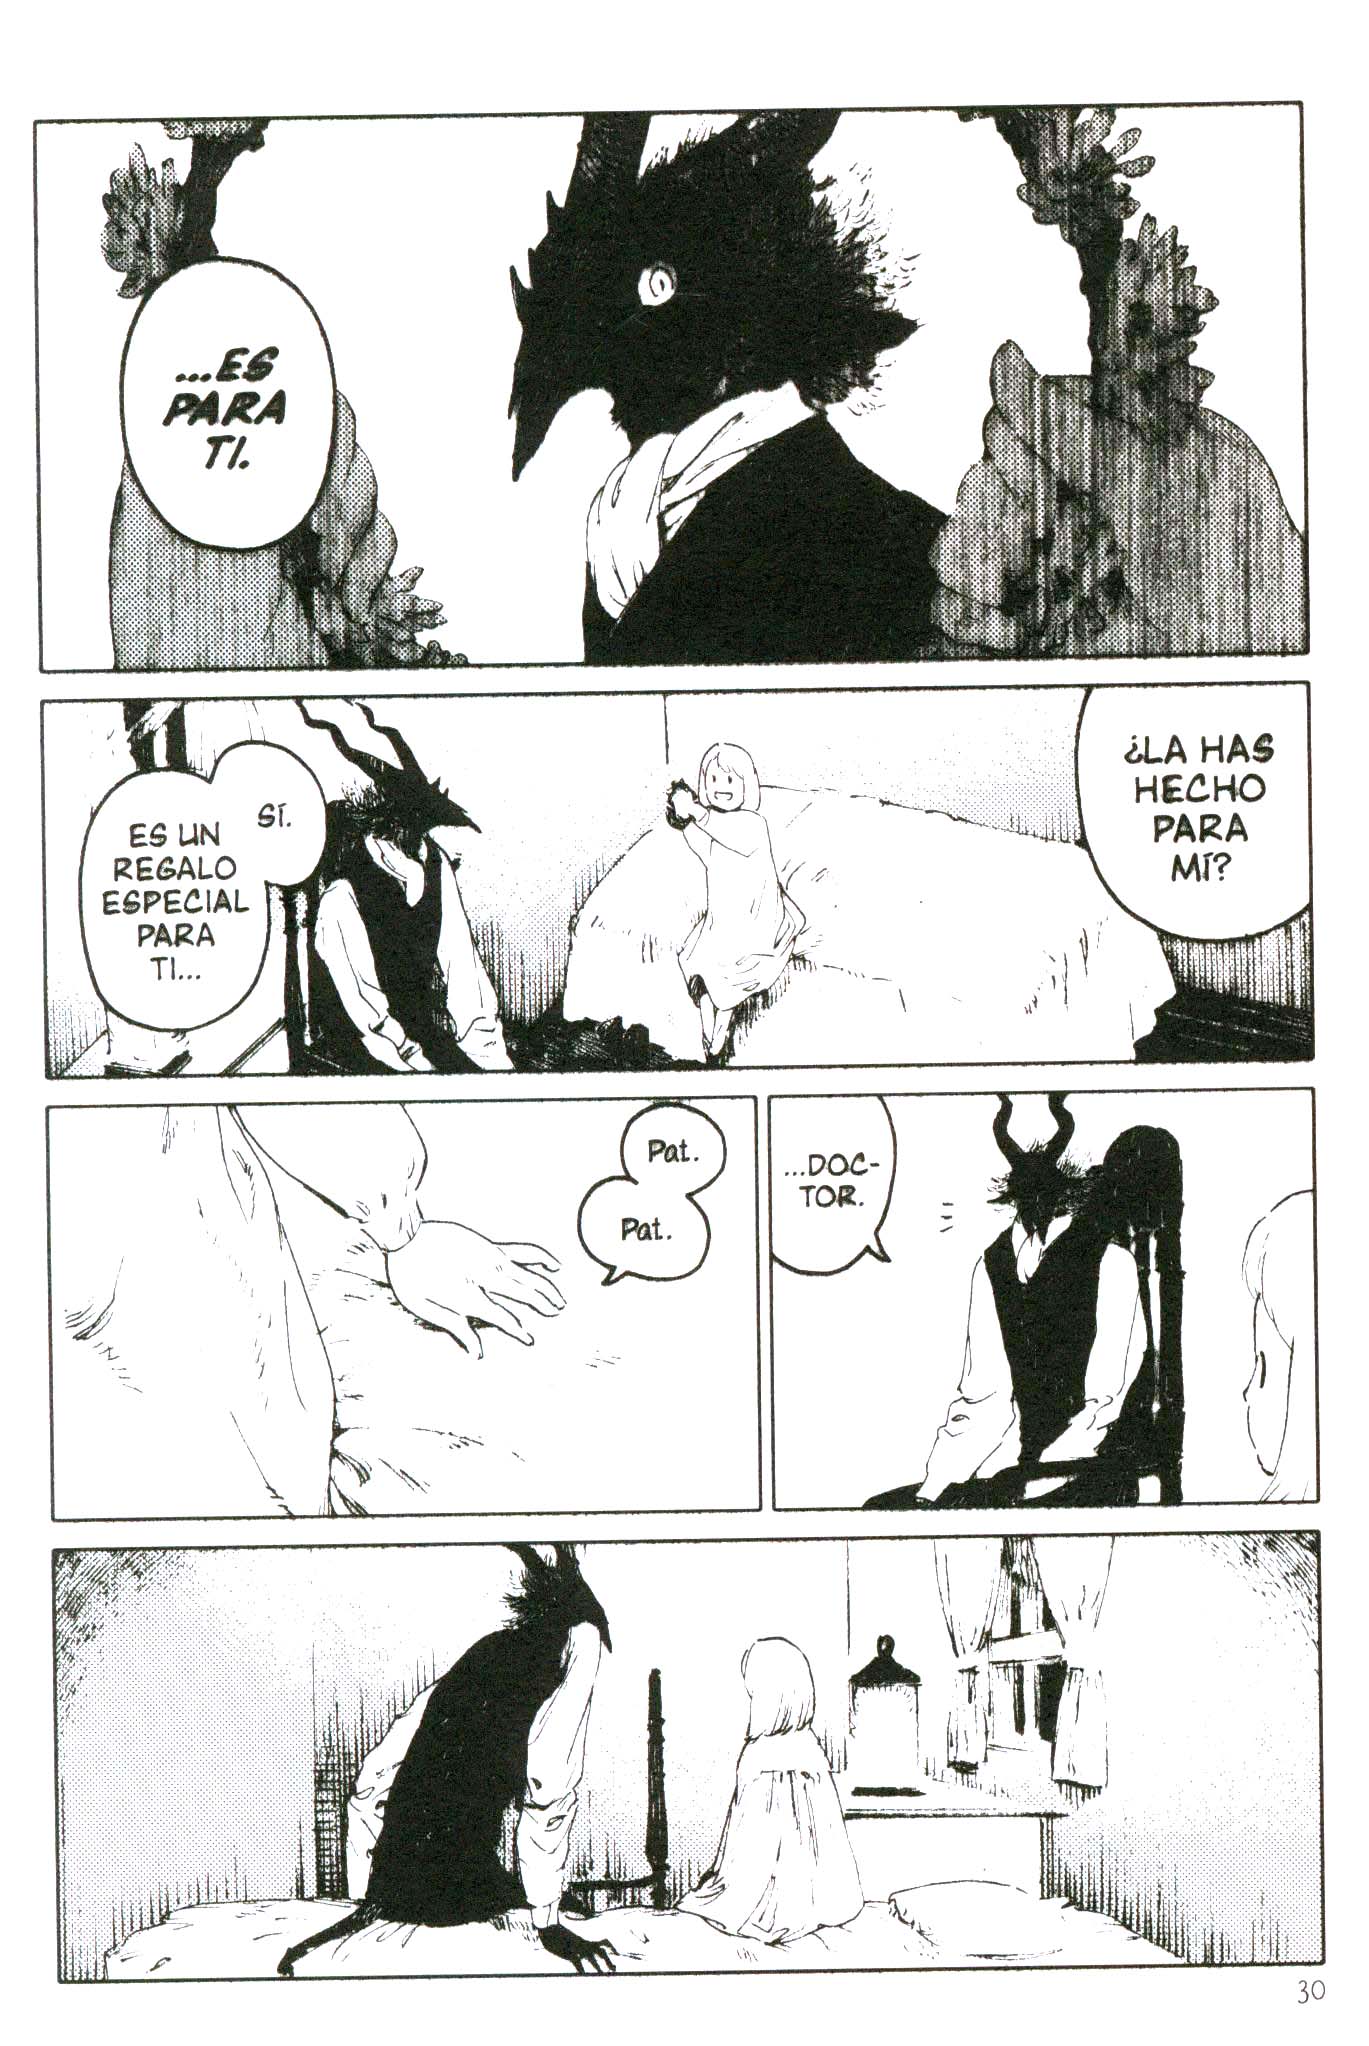 ...ES
PARA
TI.
¿LA HAS
HECHO
PARA
MÍ?
SÍ.
ES UN
REGALO
ESPECIAL
PARA
TI...
...DOC-
TOR.
Pat.
Pat.
30